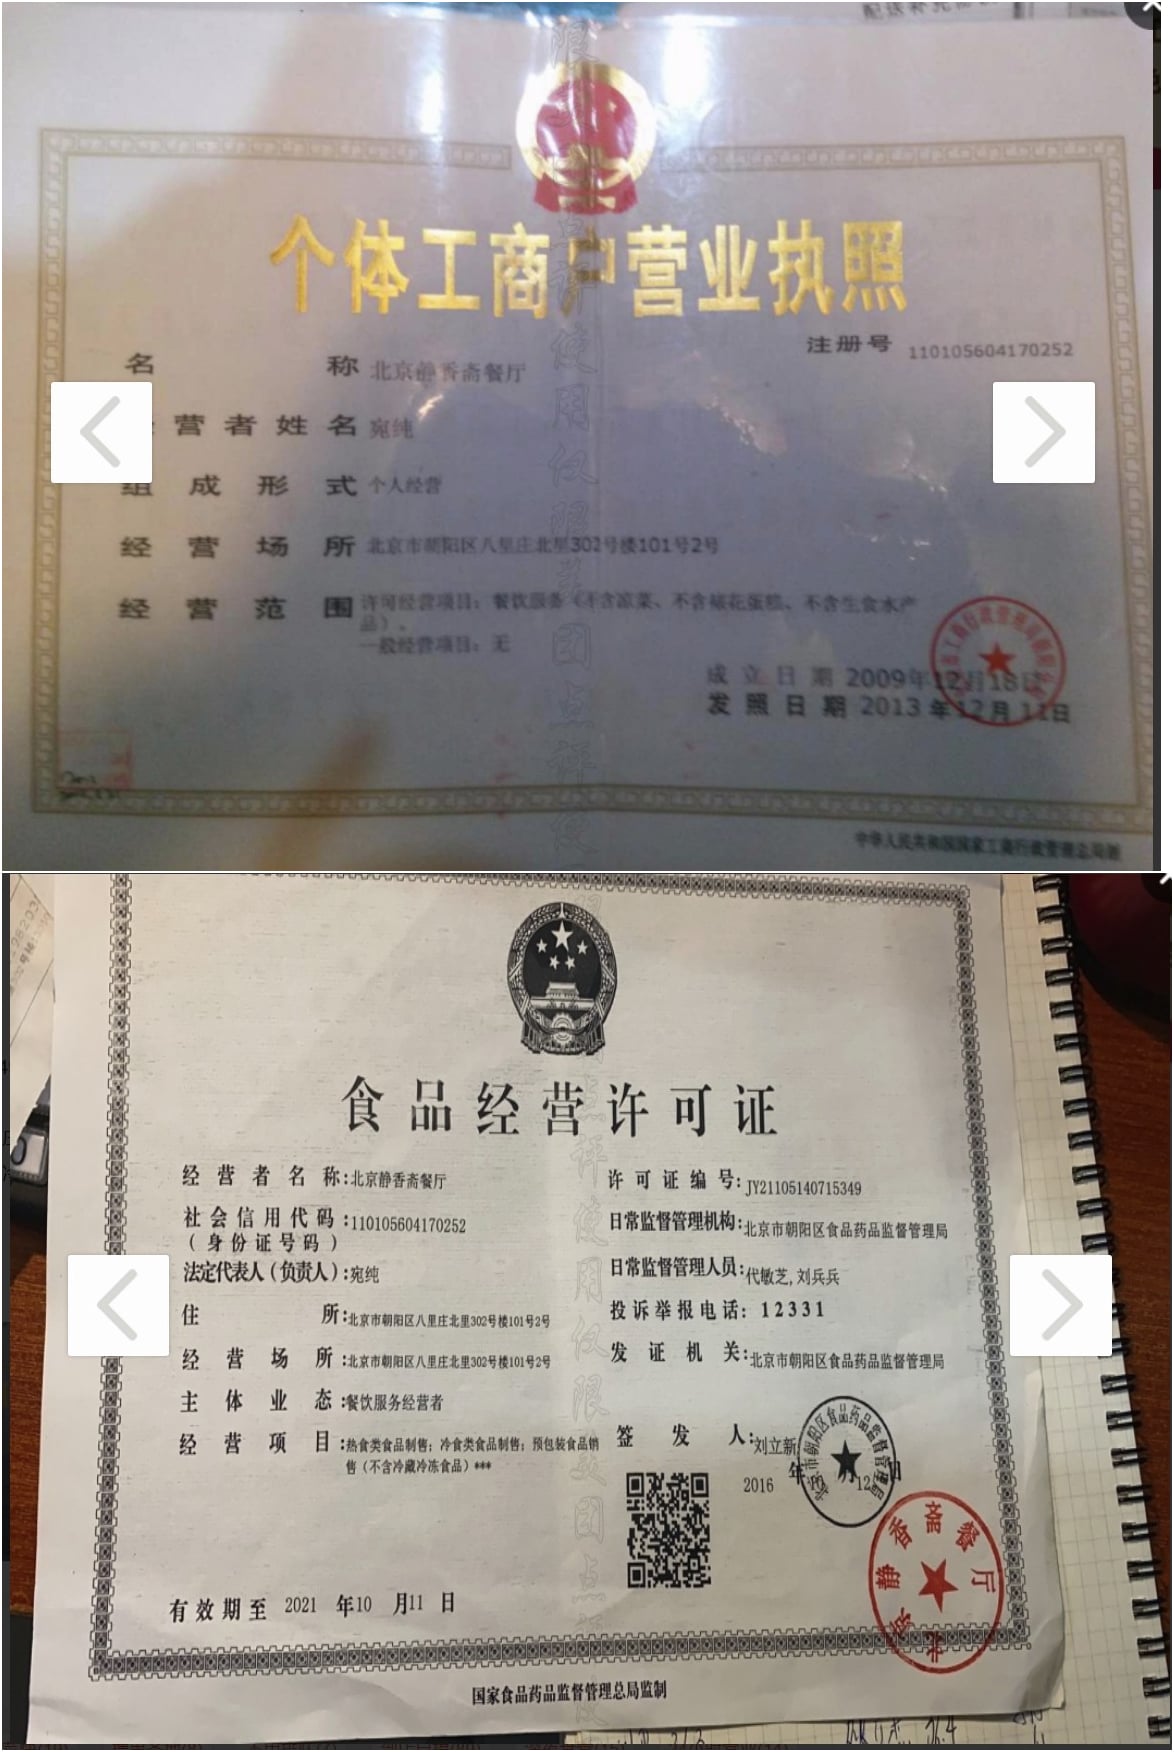 限美团点评使用仅限美团点评使
个体工商户营业执照
注册号 110105604170252
名 称 北京静香斋餐厅
营者姓名 宛纯
组成形式 个人经营
经营场所 北京市朝阳区八里庄北里302号楼101号2号
经营范围 许可经营项目：餐饮服务（不含凉菜、不含裱花蛋糕、不含生食水产
品）。
一般经营项目：无
成立日期 2009年12月18日
发照日期 2013年12月11日
中华人民共和国国家工商行政管理总局制
食品经营许可证
经营者名称:北京静香斋餐厅
社会信用代码:110105604170252
(身份证号码)
法定代表人(负责人):宛纯
住所:北京市朝阳区八里庄北里302号楼101号2号
经营场所:北京市朝阳区八里庄北里302号楼101号2号
主体业态:餐饮服务经营者
经营项目:热食类食品制售；冷食类食品制售；预包装食品销
售（不含冷藏冷冻食品）***
许可证编号:JY21105140715349
日常监督管理机构:北京市朝阳区食品药品监督管理局
日常监督管理人员:代敏芝,刘兵兵
投诉举报电话:12331
发证机关:北京市朝阳区食品药品监督管理局
签发人:刘立新
2016 年10月12日
北京市朝阳区食品药品监督管理局
北京静香斋餐厅
有效期至 2021 年10 月11 日
国家食品药品监督管理总局监制